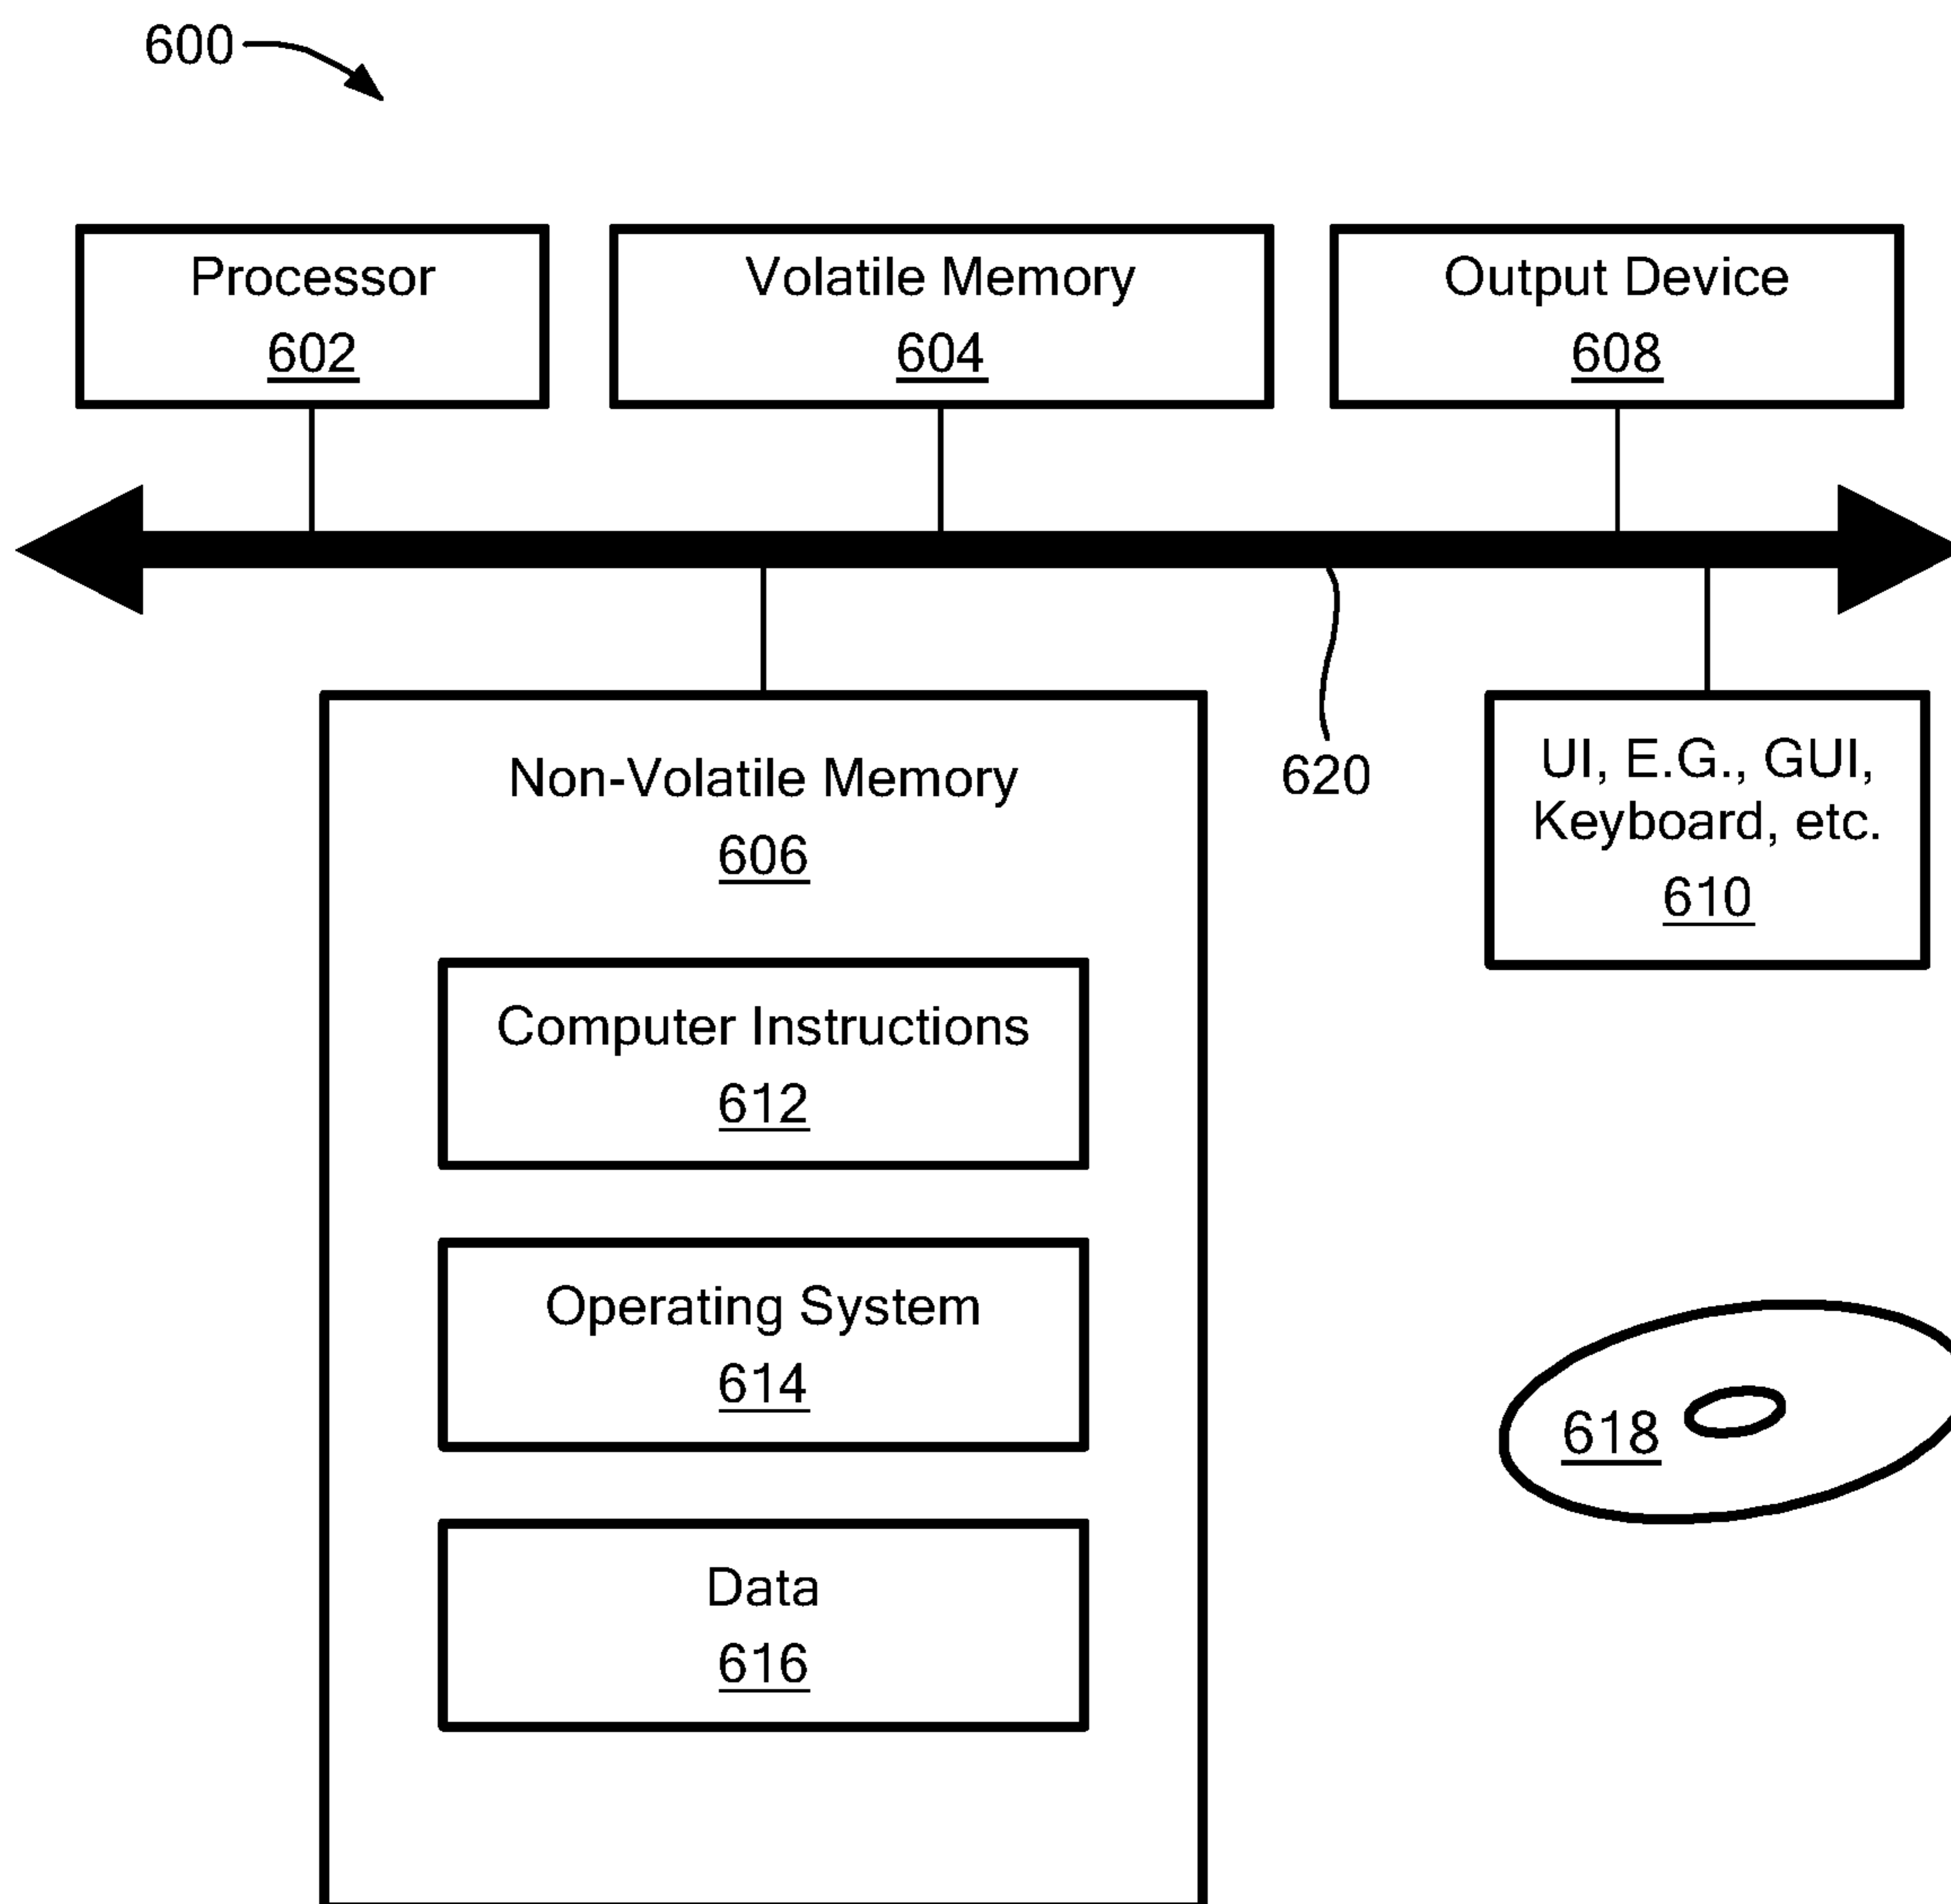 600
Processor
602
Volatile Memory
604
Output Device
608
Non-Volatile Memory
606
620
UI, E.G., GUI,
Keyboard, etc.
610
Computer Instructions
612
Operating System
614
618
Data
616